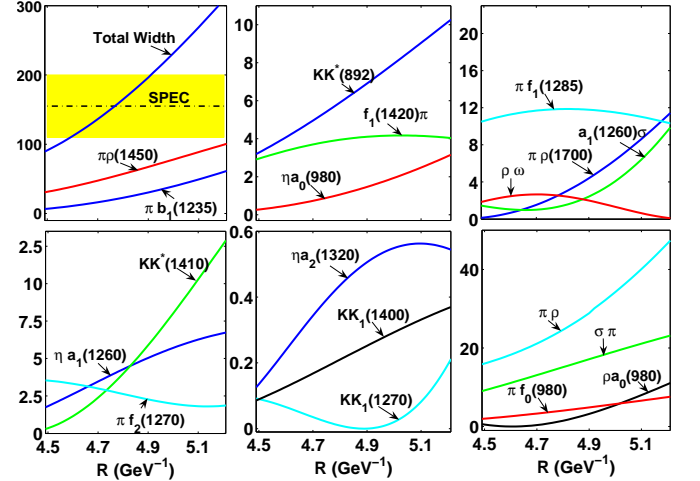 300
200
100
0
Total Width
SPEC
πρ(1450)
π b₁(1235)
10
8
6
4
2
0
KK*(892)
f₁(1420)π
ηa₀(980)
20
16
12
8
4
0
π f₁(1285)
a₁(1260)σ
π ρ(1700)
ρ ω
12.5
10
7.5
5
2.5
0
KK*(1410)
η a₁(1260)
π f₂(1270)
4.5 4.7 4.9 5.1
R (GeV⁻¹)
0.6
0.4
0.2
0
ηa₂(1320)
KK₁(1400)
KK₁(1270)
4.5 4.7 4.9 5.1
R (GeV⁻¹)
40
20
0
π ρ
σ π
π f₀(980)
ρa₀(980)
4.5 4.7 4.9 5.1
R (GeV⁻¹)